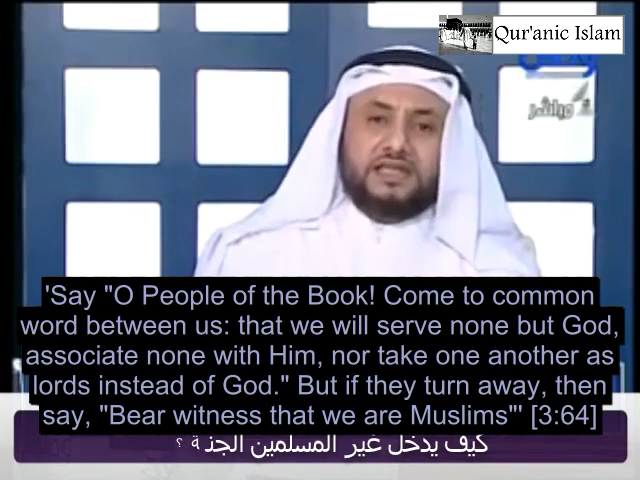 Qur'anic Islam
مباشر
'Say "O People of the Book! Come to common
word between us: that we will serve none but God,
associate none with Him, nor take one another as
lords instead of God." But if they turn away, then
say, "Bear witness that we are Muslims"' [3:64]
كيف يدخل غير المسلمين الجنة ؟